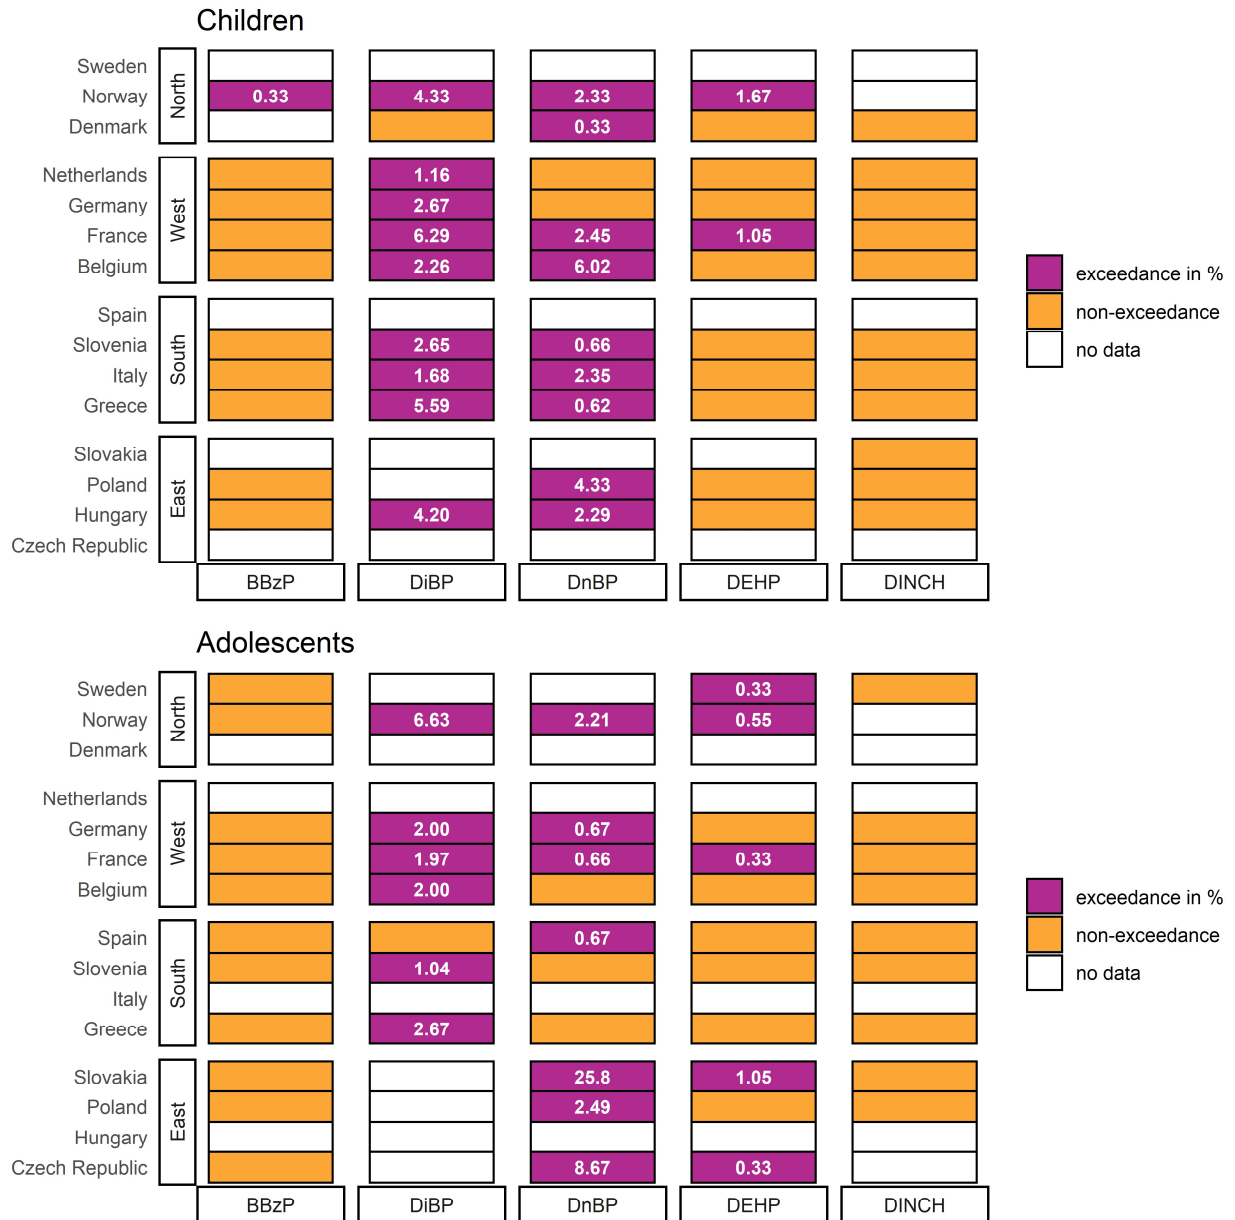 Children
Sweden
Norway 0.33 4.33 2.33 1.67
Denmark 0.33
North
Netherlands 1.16
Germany 2.67
France 6.29 2.45 1.05
Belgium 2.26 6.02
West
Spain
Slovenia 2.65 0.66
Italy 1.68 2.35
Greece 5.59 0.62
South
Slovakia
Poland 4.33
Hungary 4.20 2.29
Czech Republic
East
BBzP DiBP DnBP DEHP DINCH
exceedance in %
non-exceedance
no data
Adolescents
Sweden 0.33
Norway 6.63 2.21 0.55
Denmark
North
Netherlands
Germany 2.00 0.67
France 1.97 0.66 0.33
Belgium 2.00
West
Spain 0.67
Slovenia 1.04
Italy
Greece 2.67
South
Slovakia 25.8 1.05
Poland 2.49
Hungary
Czech Republic 8.67 0.33
East
BBzP DiBP DnBP DEHP DINCH
exceedance in %
non-exceedance
no data